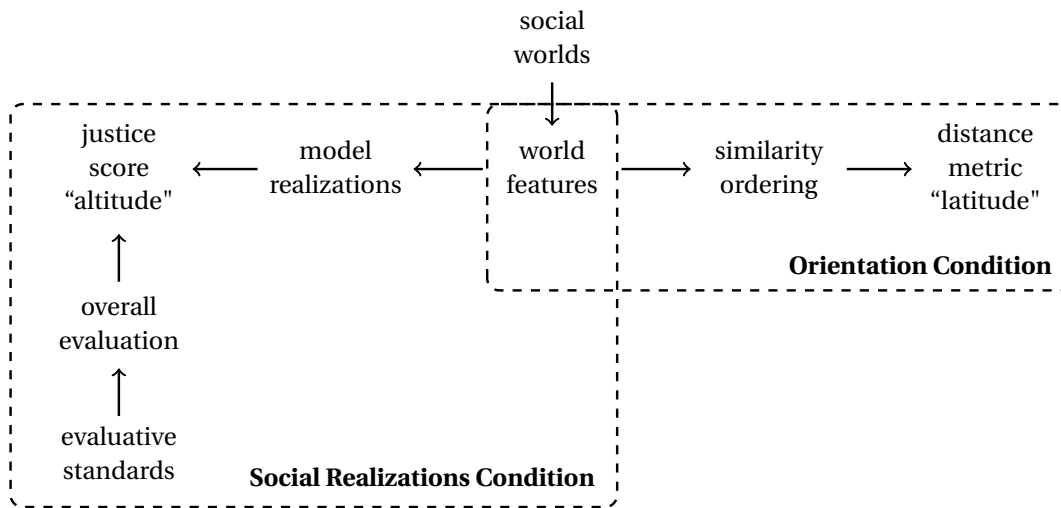 social
worlds
justice
score
“altitude"
model
realizations
world
features
similarity
ordering
distance
metric
“latitude"
Orientation Condition
overall
evaluation
evaluative
standards
Social Realizations Condition